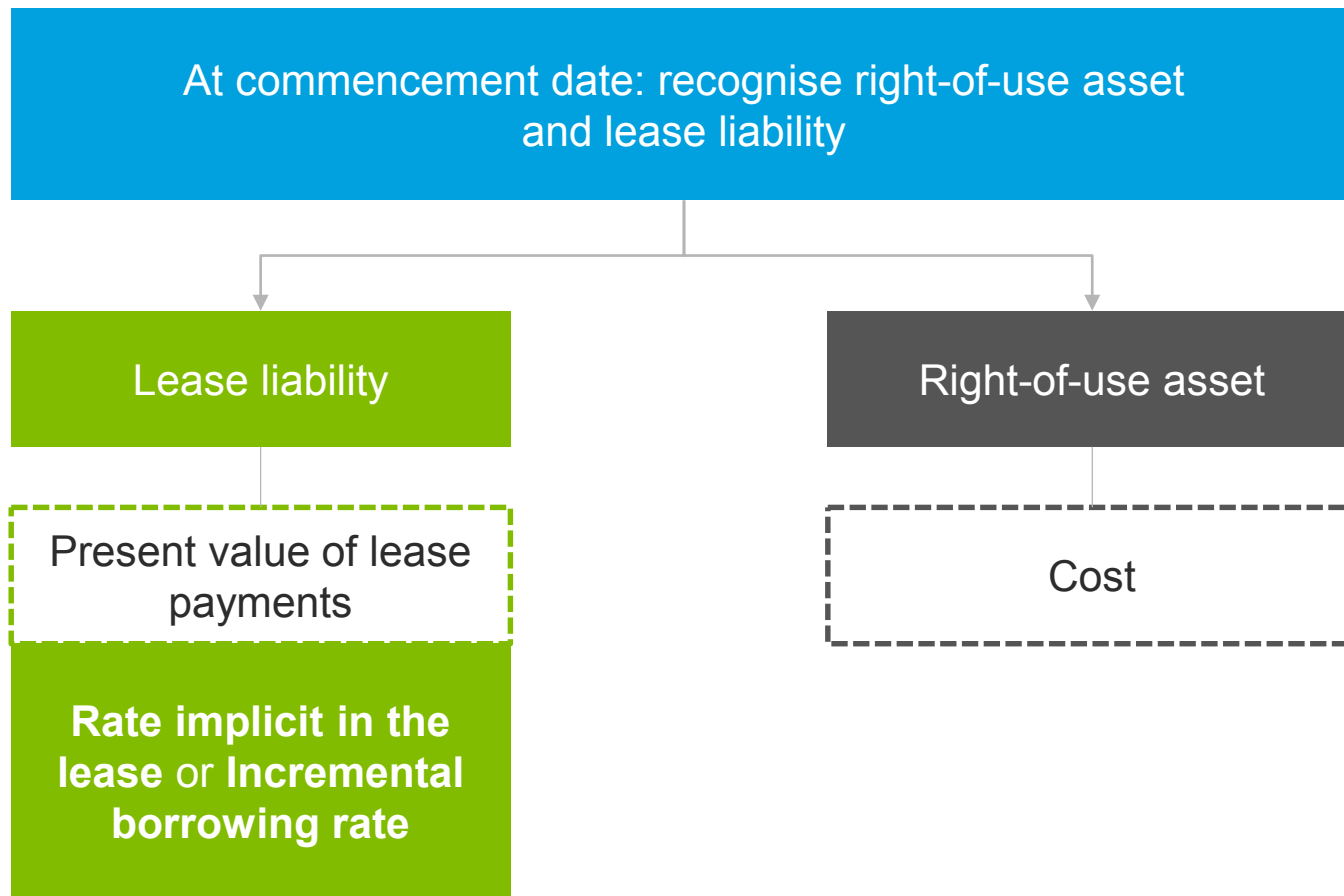 At commencement date: recognise right-of-use asset
and lease liability
Lease liability
Right-of-use asset
Present value of lease
payments
Cost
Rate implicit in the
lease or Incremental
borrowing rate